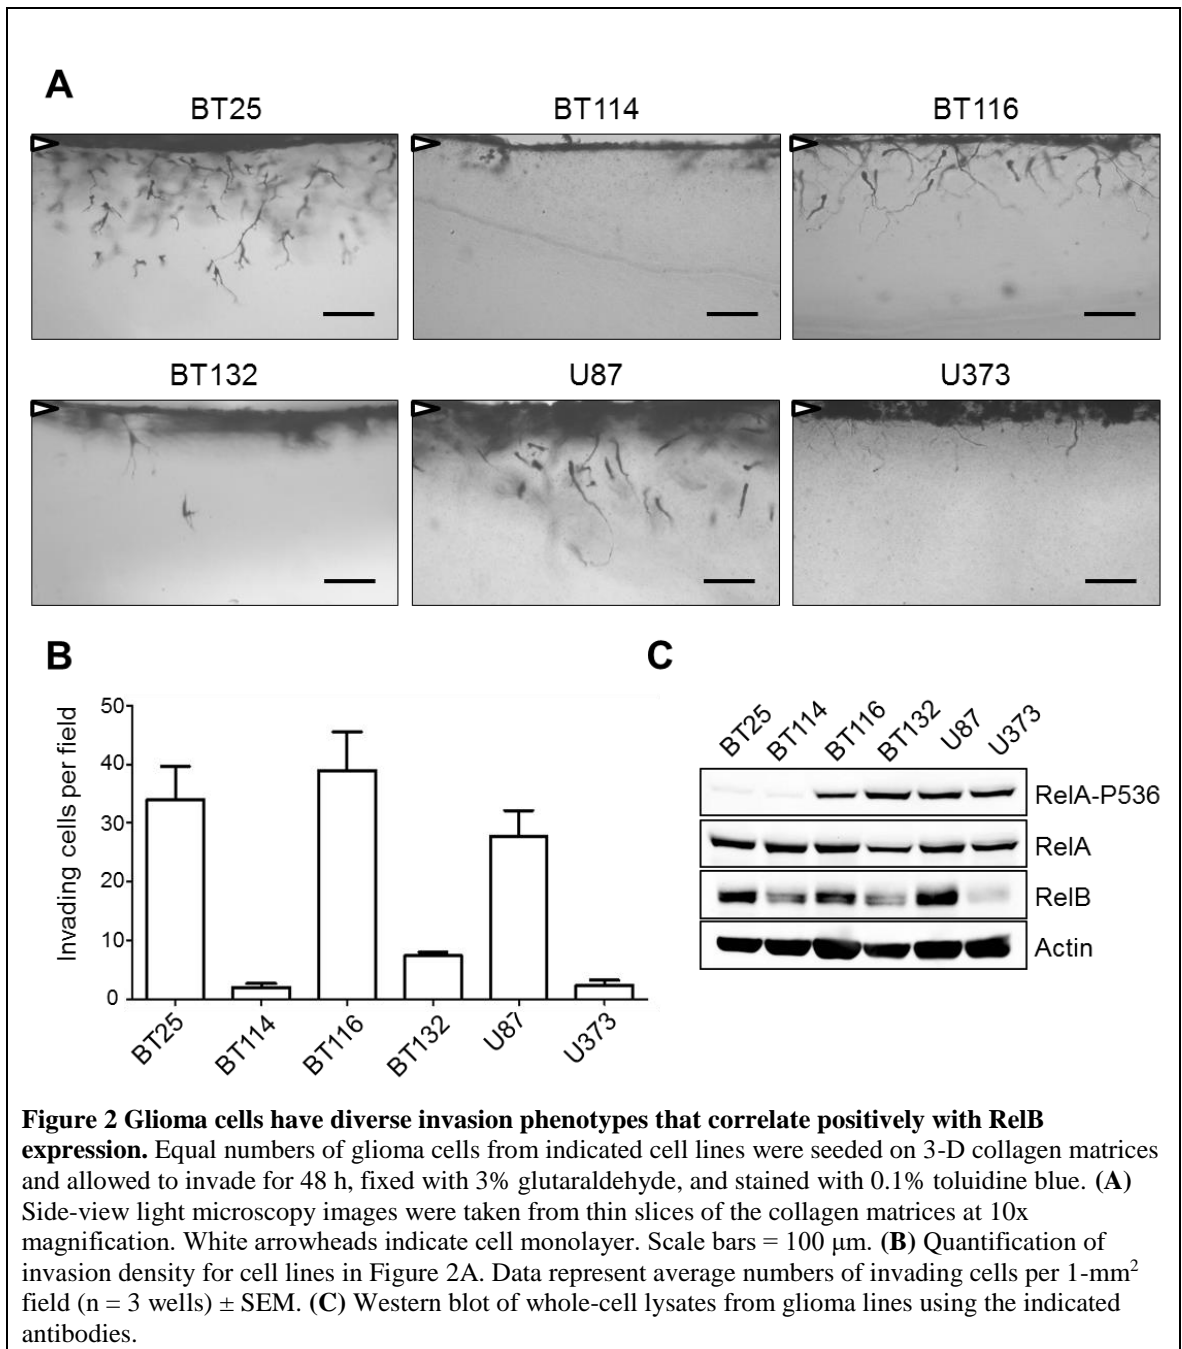 A
BT25 BT114 BT116
BT132 U87 U373
B
C
Invading cells per field
50
40
30
20
10
0
BT25 BT114 BT116 BT132 U87 U373
BT25 BT114 BT116 BT132 U87 U373
RelA-P536
RelA
RelB
Actin
Figure 2 Glioma cells have diverse invasion phenotypes that correlate positively with RelB
expression. Equal numbers of glioma cells from indicated cell lines were seeded on 3-D collagen matrices
and allowed to invade for 48 h, fixed with 3% glutaraldehyde, and stained with 0.1% toluidine blue. (A)
Side-view light microscopy images were taken from thin slices of the collagen matrices at 10x
magnification. White arrowheads indicate cell monolayer. Scale bars = 100 μm. (B) Quantification of
invasion density for cell lines in Figure 2A. Data represent average numbers of invading cells per 1-mm²
field (n = 3 wells) ± SEM. (C) Western blot of whole-cell lysates from glioma lines using the indicated
antibodies.